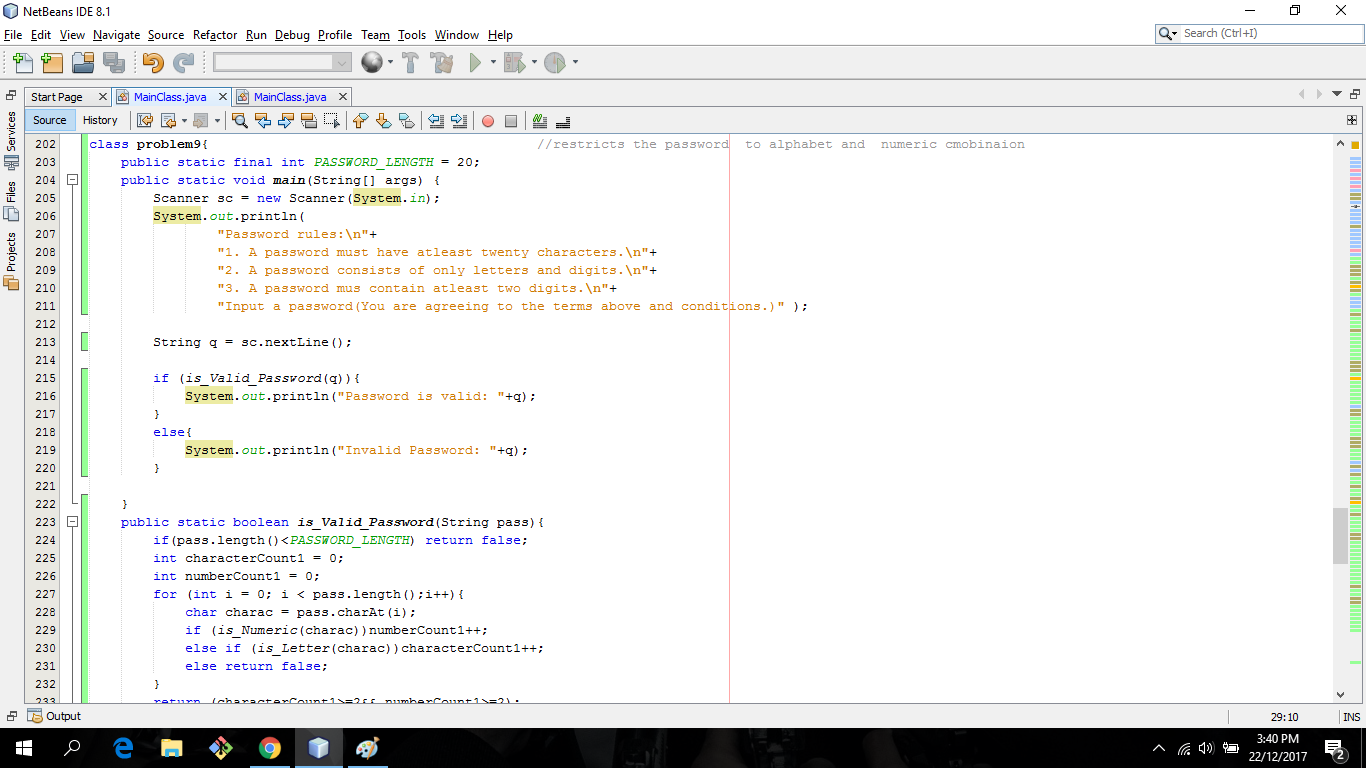 NetBeans IDE 8.1
File Edit View Navigate Source Refactor Run Debug Profile Team Tools Window Help
Search (Ctrl+I)
Start Page MainClass.java MainClass.java
Services
Files
Projects
Source History
202 class problem9{ //restricts the password to alphabet and numeric cmobinaion
203 public static final int PASSWORD_LENGTH = 20;
204 public static void main(String[] args) {
205 Scanner sc = new Scanner(System.in);
206 System.out.println(
207 "Password rules:\n"+
208 "1. A password must have atleast twenty characters.\n"+
209 "2. A password consists of only letters and digits.\n"+
210 "3. A password mus contain atleast two digits.\n"+
211 "Input a password(You are agreeing to the terms above and conditions.)" );
212
213 String q = sc.nextLine();
214
215 if (is_Valid_Password(q)){
216 System.out.println("Password is valid: "+q);
217 }
218 else{
219 System.out.println("Invalid Password: "+q);
220 }
221
222 }
223 public static boolean is_Valid_Password(String pass){
224 if(pass.length()<PASSWORD_LENGTH) return false;
225 int characterCount1 = 0;
226 int numberCount1 = 0;
227 for (int i = 0; i < pass.length();i++){
228 char charac = pass.charAt(i);
229 if (is_Numeric(charac))numberCount1++;
230 else if (is_Letter(charac))characterCount1++;
231 else return false;
232 }
233 return (characterCount1>=2&& numberCount1>=2);
Output
29:10 INS
3:40 PM
22/12/2017
2